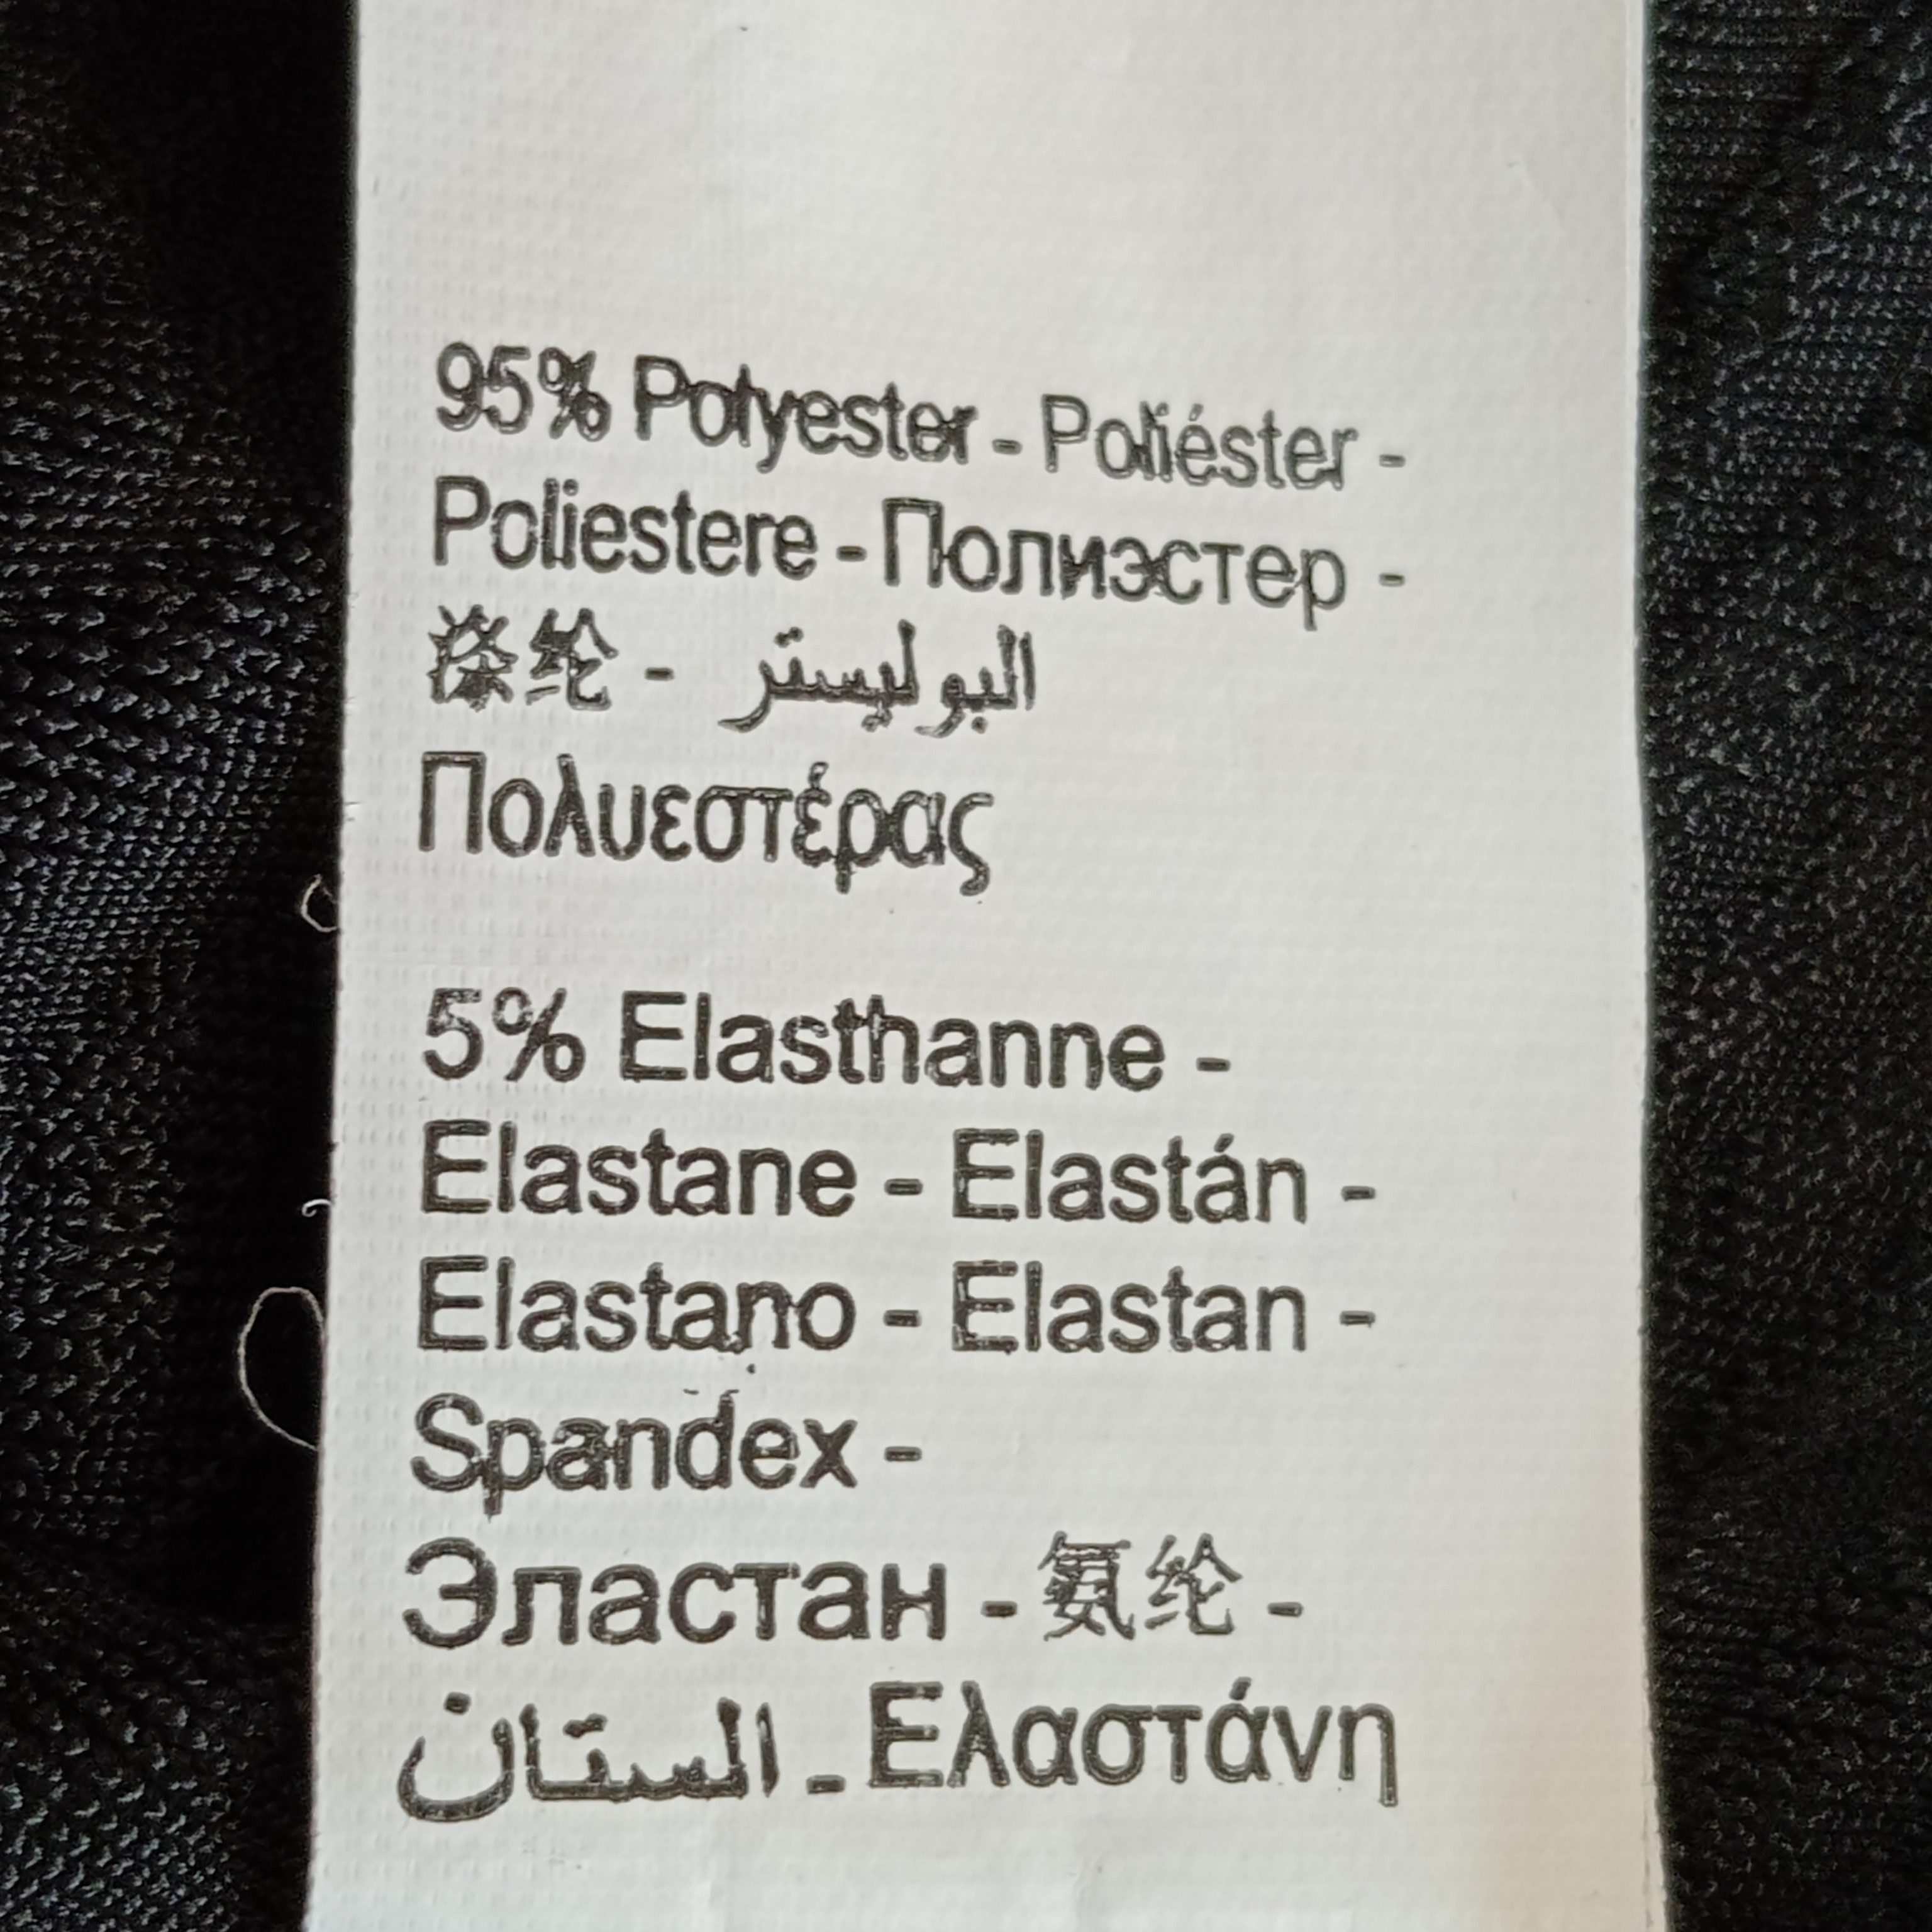 95% Polyester - Poliéster -
Poliestere - Полиэстер -
涤纶 - البوليستر
Πολυεστέρας
5% Elasthanne -
Elastane - Elastán -
Elastano - Elastan -
Spandex -
Эластан - 氨纶 -
الستان - Ελαστάνη